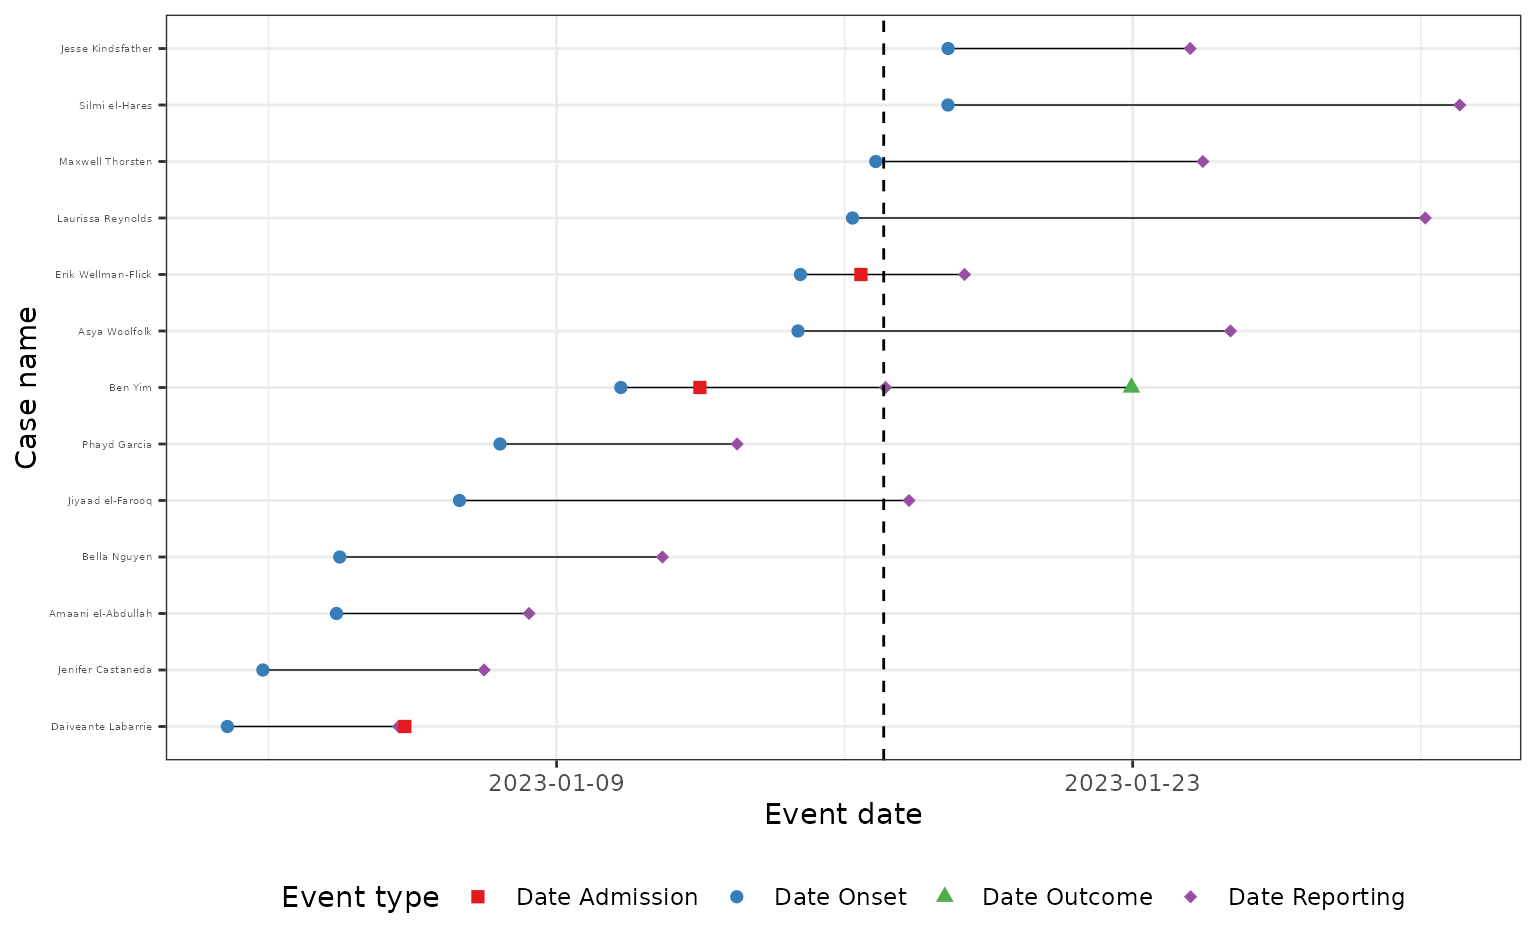 Jesse Kindsfather
Silmi el-Hares
Maxwell Thorsten
Laurissa Reynolds
Erik Wellman-Flick
Asya Woolfolk
Ben Yim
Phayd Garcia
Jiyaad el-Farooq
Bella Nguyen
Amaani el-Abdullah
Jenifer Castaneda
Daiveante Labarrie
Case name
2023-01-09 2023-01-23
Event date
Event type Date Admission Date Onset Date Outcome Date Reporting